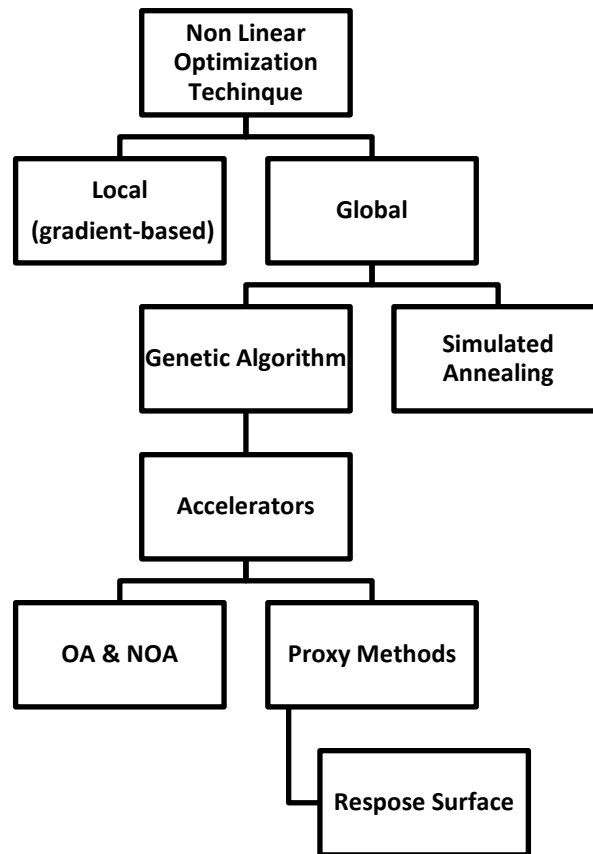 Non Linear
Optimization
Techinque
Local
(gradient-based)
Global
Genetic Algorithm
Simulated
Annealing
Accelerators
OA & NOA
Proxy Methods
Respose Surface